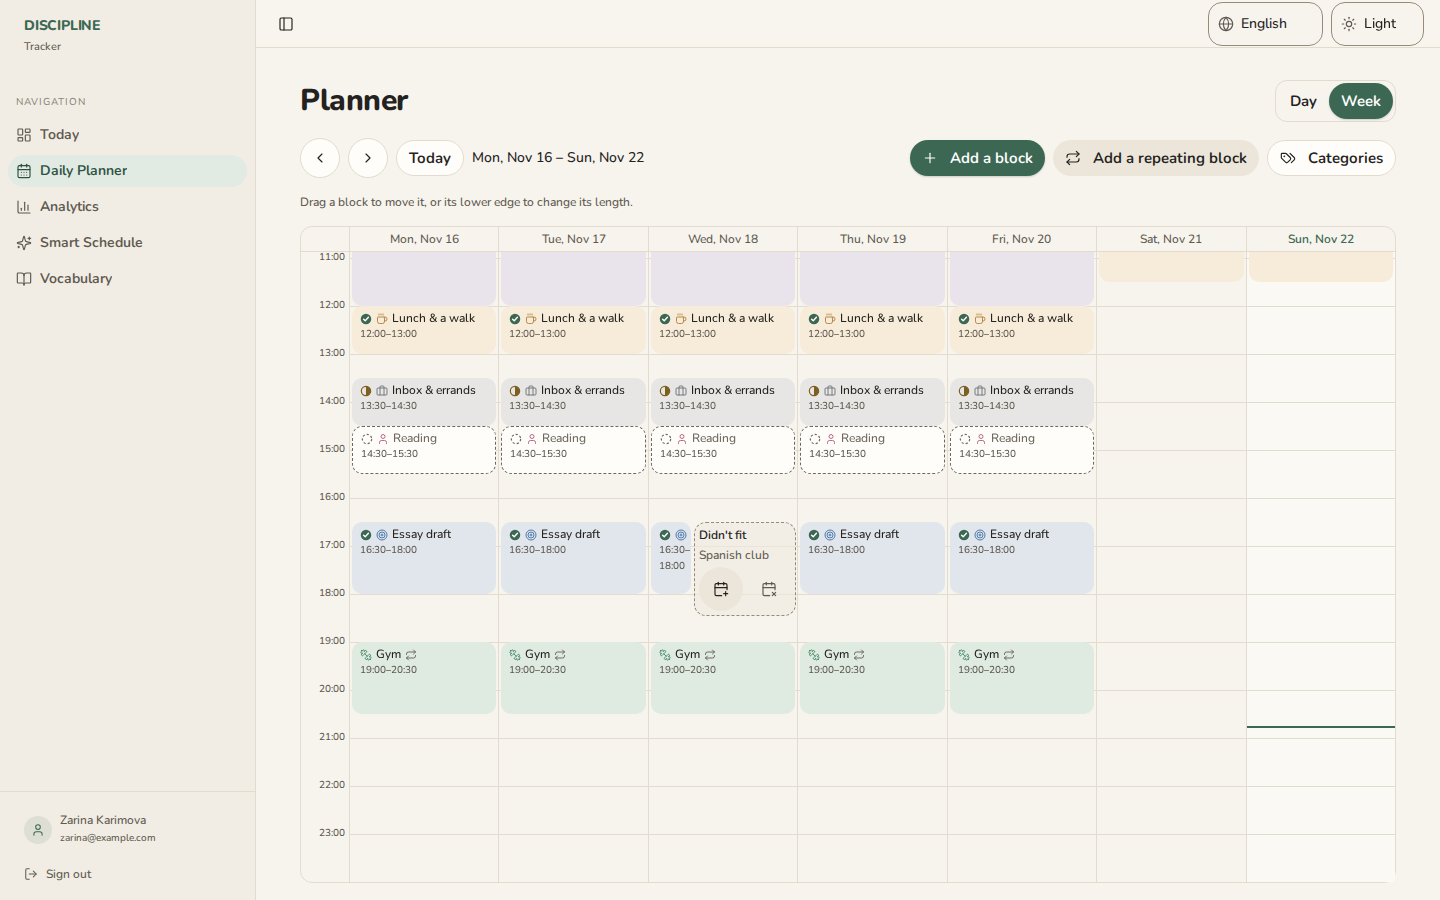 DISCIPLINE
Tracker
NAVIGATION
Today
Daily Planner
Analytics
Smart Schedule
Vocabulary
Zarina Karimova
zarina@example.com
Sign out
English
Light
Planner
Day
Week
Today
Mon, Nov 16 – Sun, Nov 22
Add a block
Add a repeating block
Categories
Drag a block to move it, or its lower edge to change its length.
Mon, Nov 16
Tue, Nov 17
Wed, Nov 18
Thu, Nov 19
Fri, Nov 20
Sat, Nov 21
Sun, Nov 22
11:00
12:00
Lunch & a walk
12:00–13:00
Lunch & a walk
12:00–13:00
Lunch & a walk
12:00–13:00
Lunch & a walk
12:00–13:00
Lunch & a walk
12:00–13:00
13:00
Inbox & errands
13:30–14:30
Inbox & errands
13:30–14:30
Inbox & errands
13:30–14:30
Inbox & errands
13:30–14:30
Inbox & errands
13:30–14:30
14:00
Reading
14:30–15:30
Reading
14:30–15:30
Reading
14:30–15:30
Reading
14:30–15:30
Reading
14:30–15:30
15:00
16:00
Essay draft
16:30–18:00
Essay draft
16:30–18:00
16:30–
18:00
Didn't fit
Spanish club
Essay draft
16:30–18:00
Essay draft
16:30–18:00
17:00
18:00
19:00
Gym
19:00–20:30
Gym
19:00–20:30
Gym
19:00–20:30
Gym
19:00–20:30
Gym
19:00–20:30
20:00
21:00
22:00
23:00